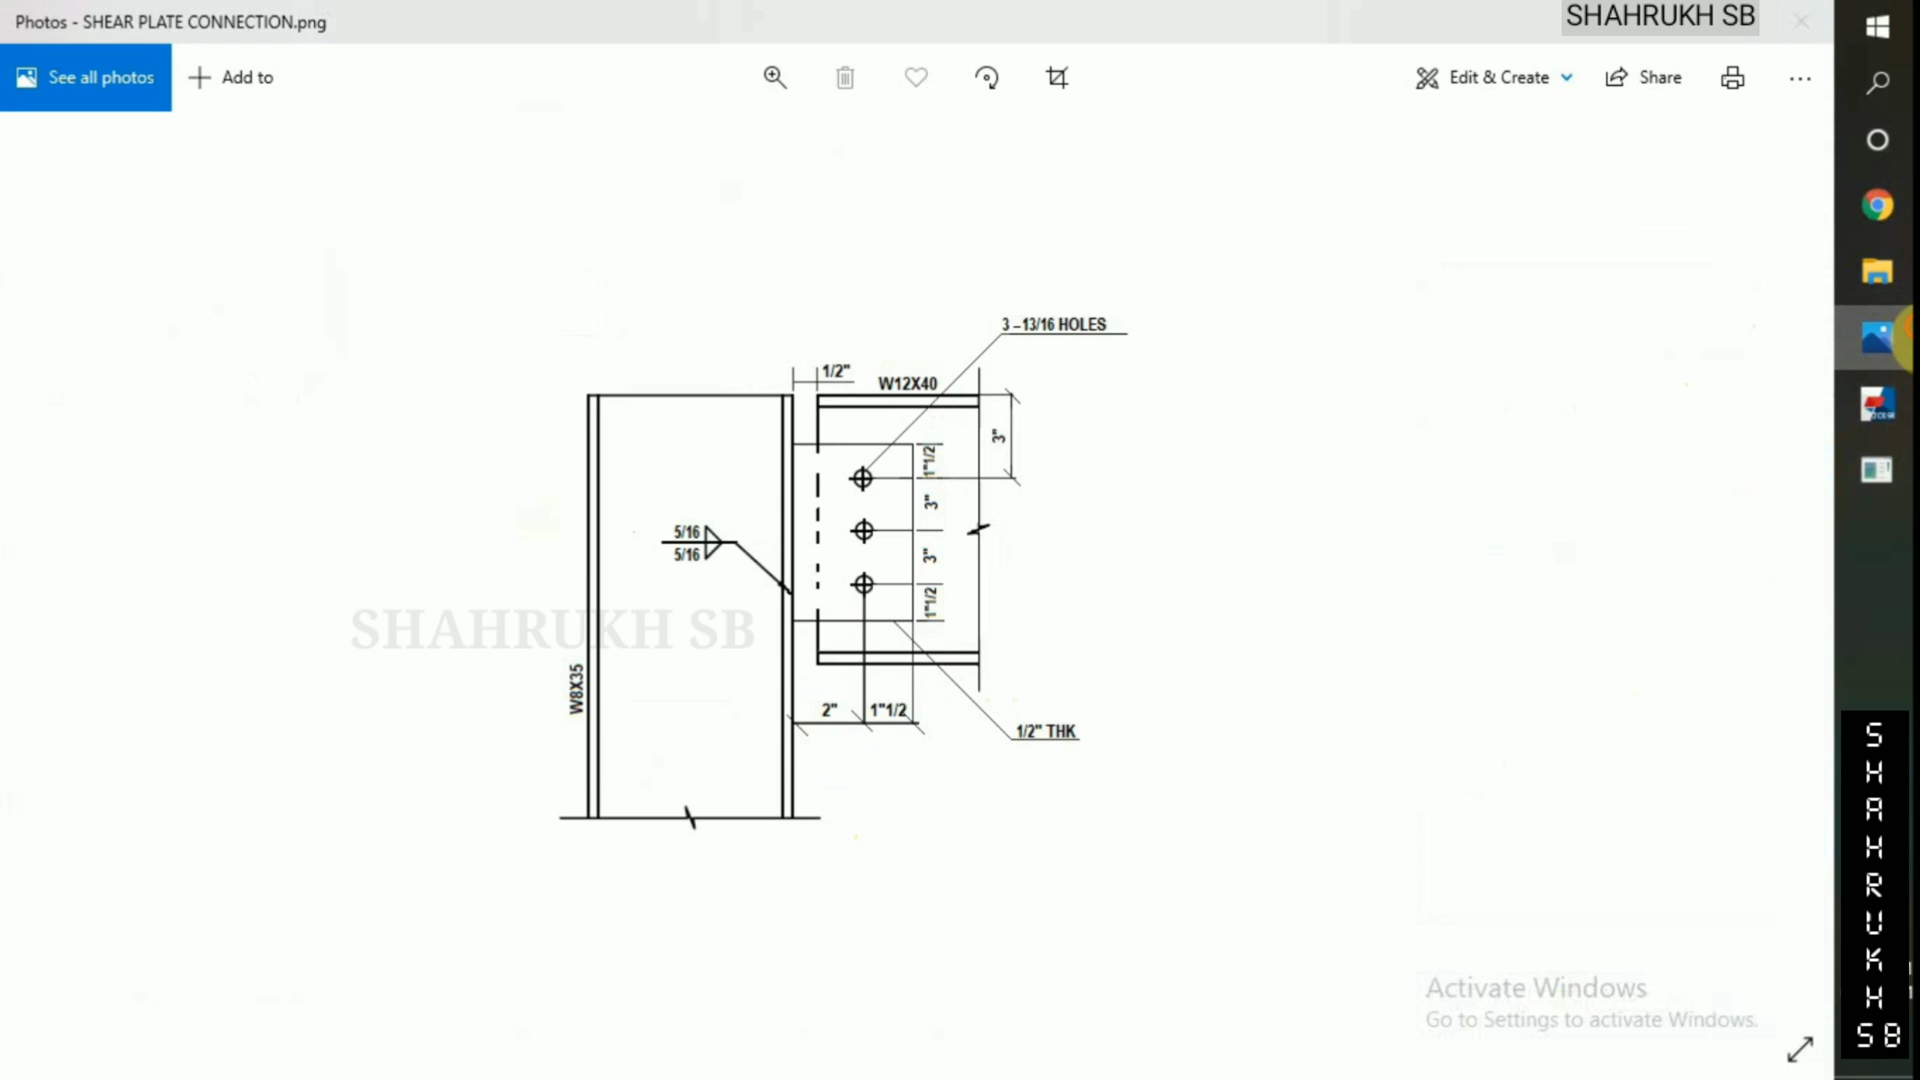 Photos - SHEAR PLATE CONNECTION.png
SHAHRUKH SB
See all photos
Add to
Edit & Create
Share
3 –13/16 HOLES
1/2"
W12X40
3"
1"1/2
3"
5/16
5/16
3"
1"1/2
SHAHRUKH SB
W8X35
2"
1"1/2
1/2" THK
Activate Windows
Go to Settings to activate Windows.
S
H
A
H
R
U
K
H
SB